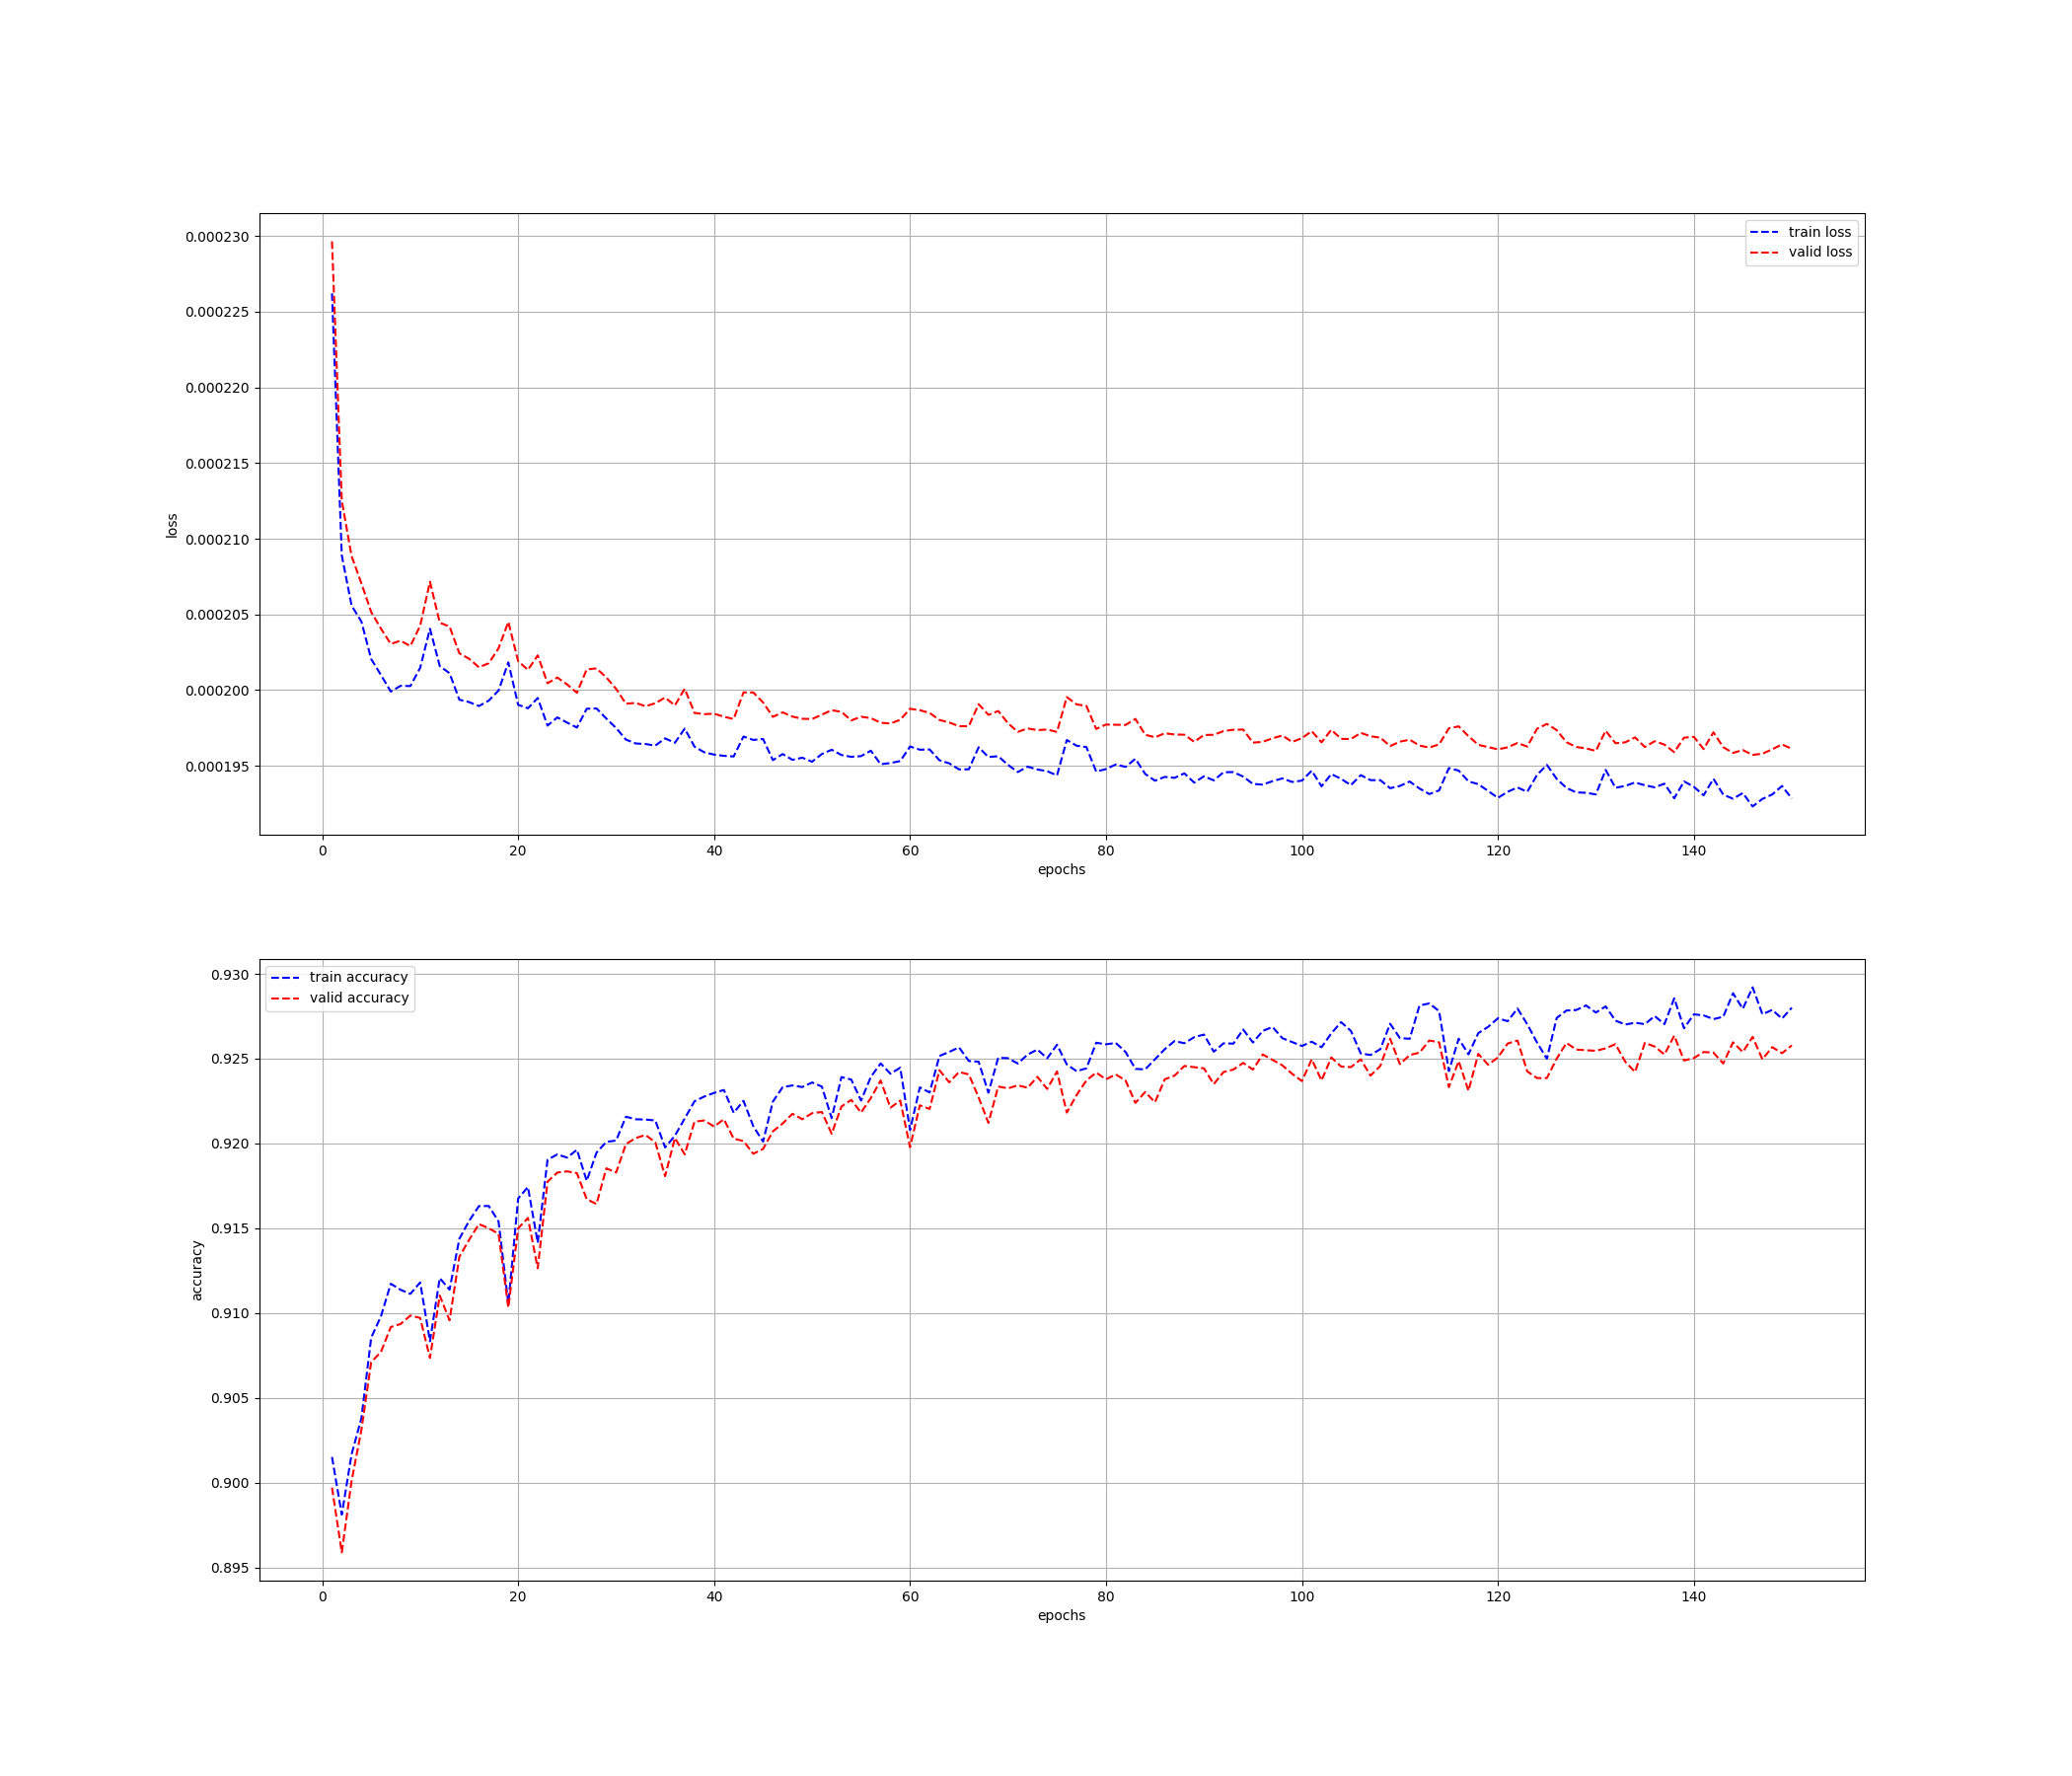 0.000230
0.000225
0.000220
0.000215
0.000210
0.000205
0.000200
0.000195
loss
train loss
valid loss
0 20 40 60 80 100 120 140
epochs
0.930
0.925
0.920
0.915
0.910
0.905
0.900
0.895
accuracy
train accuracy
valid accuracy
0 20 40 60 80 100 120 140
epochs